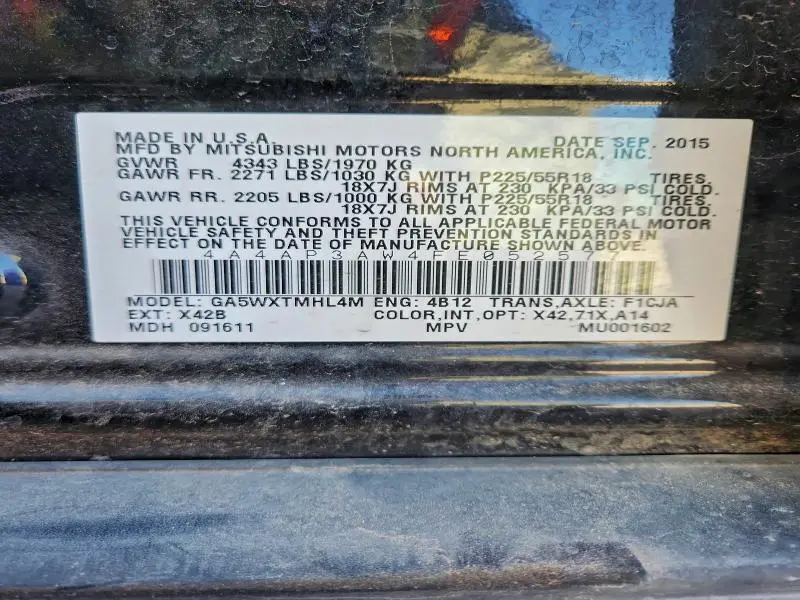 MADE IN U.S.A. DATE SEP. 2015
MFD BY MITSUBISHI MOTORS NORTH AMERICA, INC.
GVWR 4343 LBS/1970 KG
GAWR FR. 2271 LBS/1030 KG WITH P225/55R18 TIRES,
18X7J RIMS AT 230 KPA/33 PSI COLD.
GAWR RR. 2205 LBS/1000 KG WITH P225/55R18 TIRES,
18X7J RIMS AT 230 KPA/33 PSI COLD.
THIS VEHICLE CONFORMS TO ALL APPLICABLE FEDERAL MOTOR
VEHICLE SAFETY AND THEFT PREVENTION STANDARDS IN
EFFECT ON THE DATE OF MANUFACTURE SHOWN ABOVE.
4A4AP3AW4FE052577
MODEL: GA5WXTMHL4M ENG: 4B12 TRANS,AXLE: F1CJA
EXT: X42B COLOR,INT,OPT: X42,71X,A14
MDH 091611 MPV MU001602